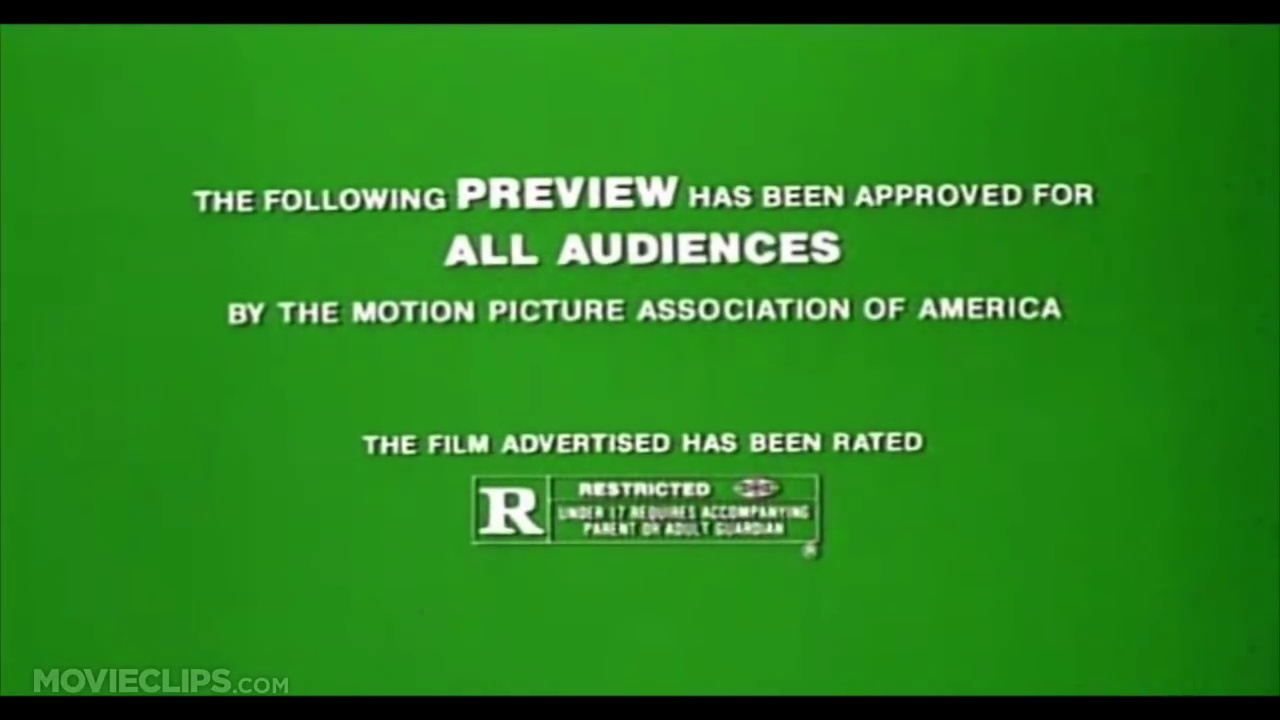 THE FOLLOWING PREVIEW HAS BEEN APPROVED FOR
ALL AUDIENCES
BY THE MOTION PICTURE ASSOCIATION OF AMERICA
THE FILM ADVERTISED HAS BEEN RATED
R
RESTRICTED
UNDER 17 REQUIRES ACCOMPANYING
PARENT OR ADULT GUARDIAN
MOVIECLIPS.COM